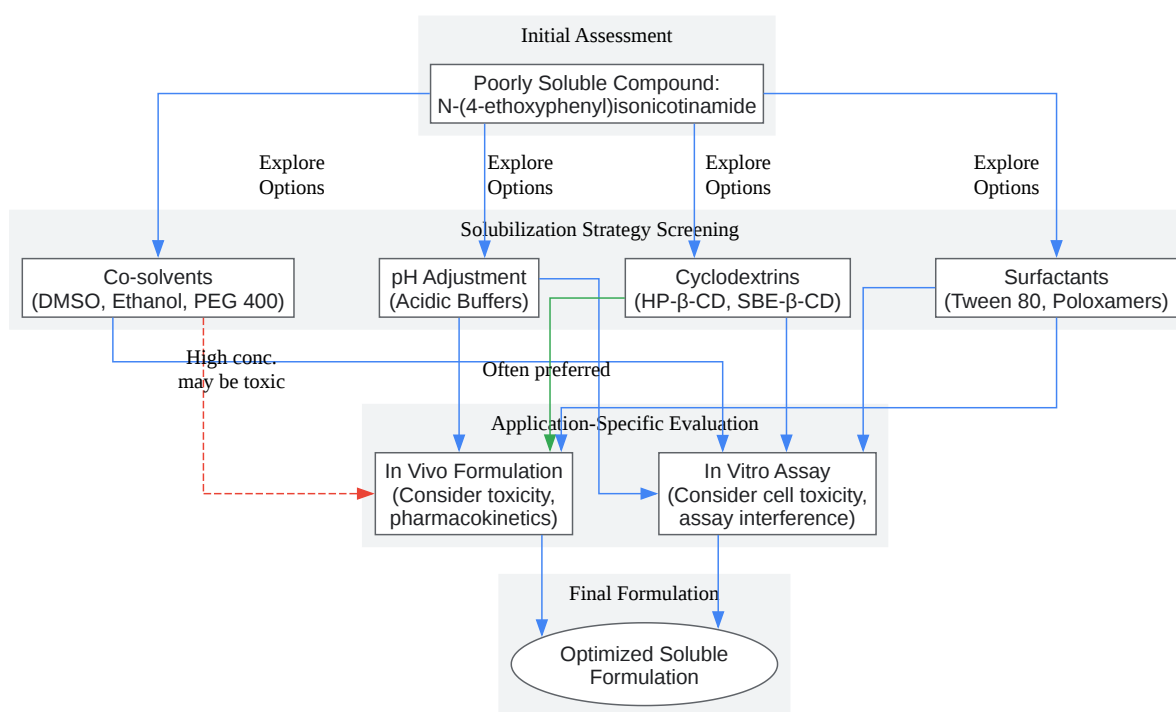 Initial Assessment
Poorly Soluble Compound:
N-(4-ethoxyphenyl)isonicotinamide
Explore
Options
Explore
Options
Explore
Options
Explore
Options
Solubilization Strategy Screening
Co-solvents
(DMSO, Ethanol, PEG 400)
pH Adjustment
(Acidic Buffers)
Cyclodextrins
(HP-β-CD, SBE-β-CD)
Surfactants
(Tween 80, Poloxamers)
High conc.
may be toxic
Often preferred
Application-Specific Evaluation
In Vivo Formulation
(Consider toxicity,
pharmacokinetics)
In Vitro Assay
(Consider cell toxicity,
assay interference)
Final Formulation
Optimized Soluble
Formulation